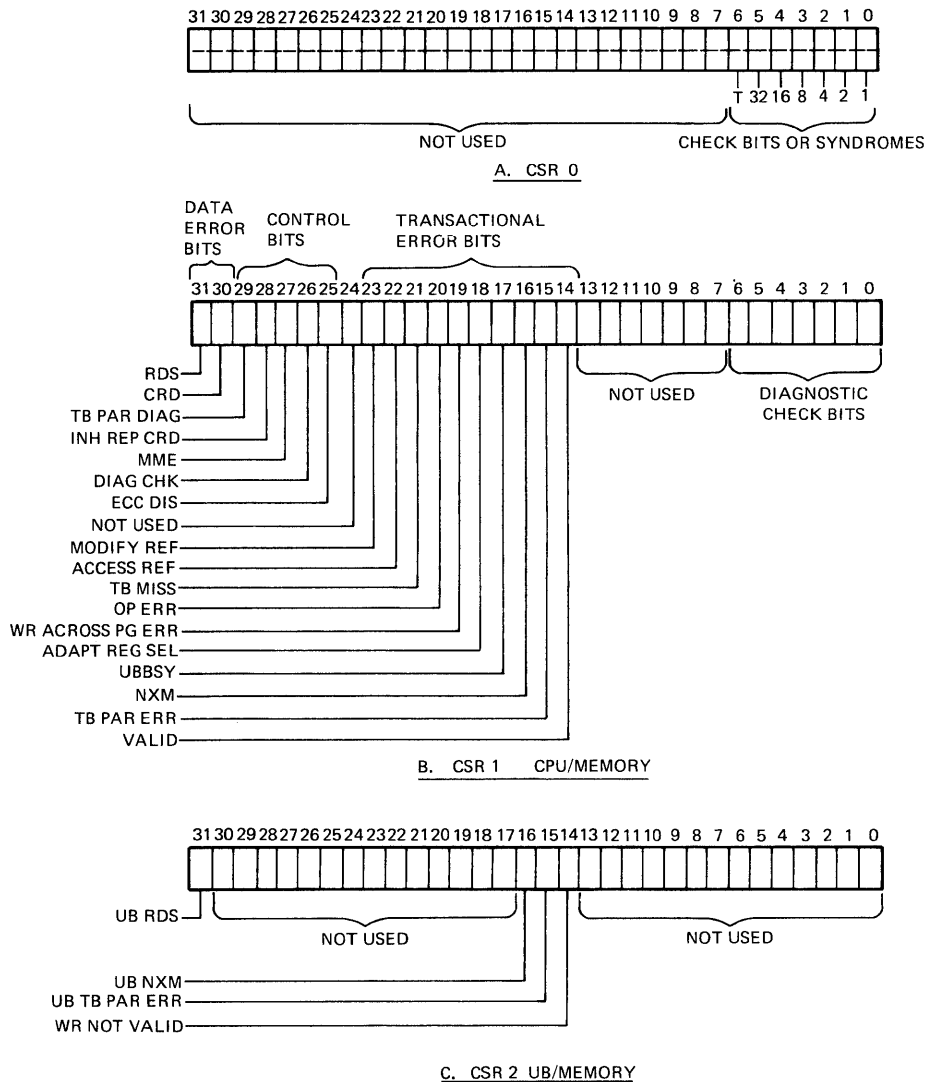 31 30 29 28 27 26 25 24 23 22 21 20 19 18 17 16 15 14 13 12 11 10 9 8 7 6 5 4 3 2 1 0
T 32 16 8 4 2 1
NOT USED
CHECK BITS OR SYNDROMES
A. CSR 0
DATA ERROR BITS
CONTROL BITS
TRANSACTIONAL ERROR BITS
31 30 29 28 27 26 25 24 23 22 21 20 19 18 17 16 15 14 13 12 11 10 9 8 7 6 5 4 3 2 1 0
NOT USED
DIAGNOSTIC CHECK BITS
RDS
CRD
TB PAR DIAG
INH REP CRD
MME
DIAG CHK
ECC DIS
NOT USED
MODIFY REF
ACCESS REF
TB MISS
OP ERR
WR ACROSS PG ERR
ADAPT REG SEL
UBBSY
NXM
TB PAR ERR
VALID
B. CSR 1 CPU/MEMORY
31 30 29 28 27 26 25 24 23 22 21 20 19 18 17 16 15 14 13 12 11 10 9 8 7 6 5 4 3 2 1 0
UB RDS
NOT USED
NOT USED
UB NXM
UB TB PAR ERR
WR NOT VALID
C. CSR 2 UB/MEMORY